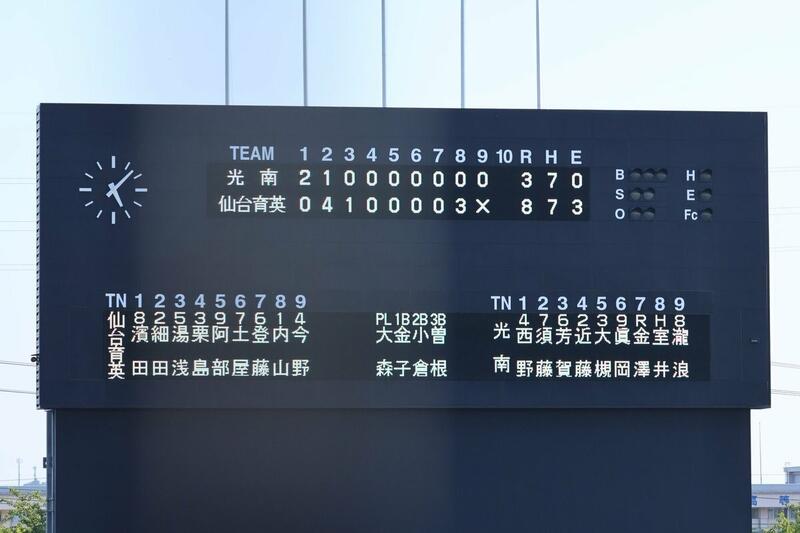 TEAM 1 2 3 4 5 6 7 8 9 10 R H E
光南 2 1 0 0 0 0 0 0 0 3 7 0
仙台育英 0 4 1 0 0 0 0 3 × 8 7 3
B H
S E
O Fc
TN 1 2 3 4 5 6 7 8 9
仙台育英
8 2 5 3 9 7 6 1 4
濱 細 湯 栗 阿 土 登 内 今
田 田 浅 島 部 屋 藤 山 野
PL 1B 2B 3B
大 金 小 曽
森 子 倉 根
TN 1 2 3 4 5 6 7 8 9
光南
4 7 6 2 3 9 R H 8
西 須 芳 近 大 眞 金 室 瀧
野 藤 賀 藤 槻 岡 澤 井 浪
高 等